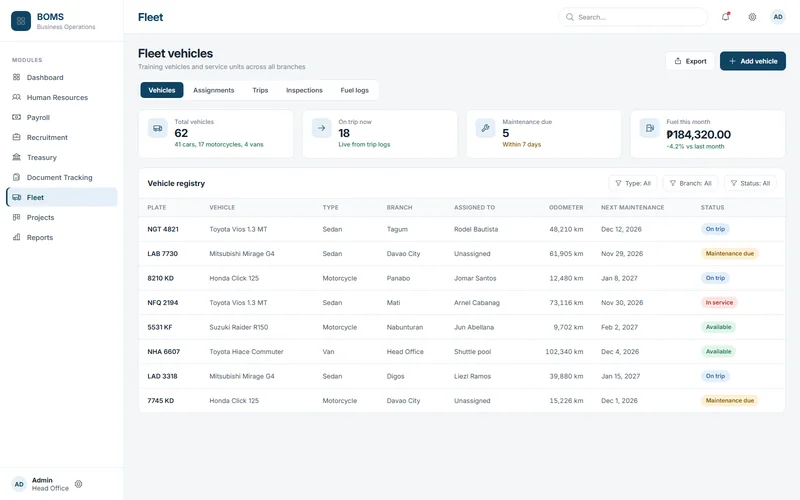 BOMS
Business Operations
Fleet
Search...
AD
MODULES
Dashboard
Human Resources
Payroll
Recruitment
Treasury
Document Tracking
Fleet
Projects
Reports
AD
Admin
Head Office
Fleet vehicles
Training vehicles and service units across all branches
Export
Add vehicle
Vehicles Assignments Trips Inspections Fuel logs
Total vehicles
62
41 cars, 17 motorcycles, 4 vans
On trip now
18
Live from trip logs
Maintenance due
5
Within 7 days
Fuel this month
₱184,320.00
-4.2% vs last month
Vehicle registry
Type: All Branch: All Status: All
PLATE VEHICLE TYPE BRANCH ASSIGNED TO ODOMETER NEXT MAINTENANCE STATUS
NGT 4821 Toyota Vios 1.3 MT Sedan Tagum Rodel Bautista 48,210 km Dec 12, 2026 On trip
LAB 7730 Mitsubishi Mirage G4 Sedan Davao City Unassigned 61,905 km Nov 29, 2026 Maintenance due
8210 KD Honda Click 125 Motorcycle Panabo Jomar Santos 12,480 km Jan 8, 2027 On trip
NFQ 2194 Toyota Vios 1.3 MT Sedan Mati Arnel Cabanag 73,116 km Nov 30, 2026 In service
5531 KF Suzuki Raider R150 Motorcycle Nabunturan Jun Abellana 9,702 km Feb 2, 2027 Available
NHA 6607 Toyota Hiace Commuter Van Head Office Shuttle pool 102,340 km Dec 4, 2026 Available
LAD 3318 Mitsubishi Mirage G4 Sedan Digos Liezl Ramos 39,880 km Jan 15, 2027 On trip
7745 KD Honda Click 125 Motorcycle Davao City Unassigned 15,226 km Dec 1, 2026 Maintenance due